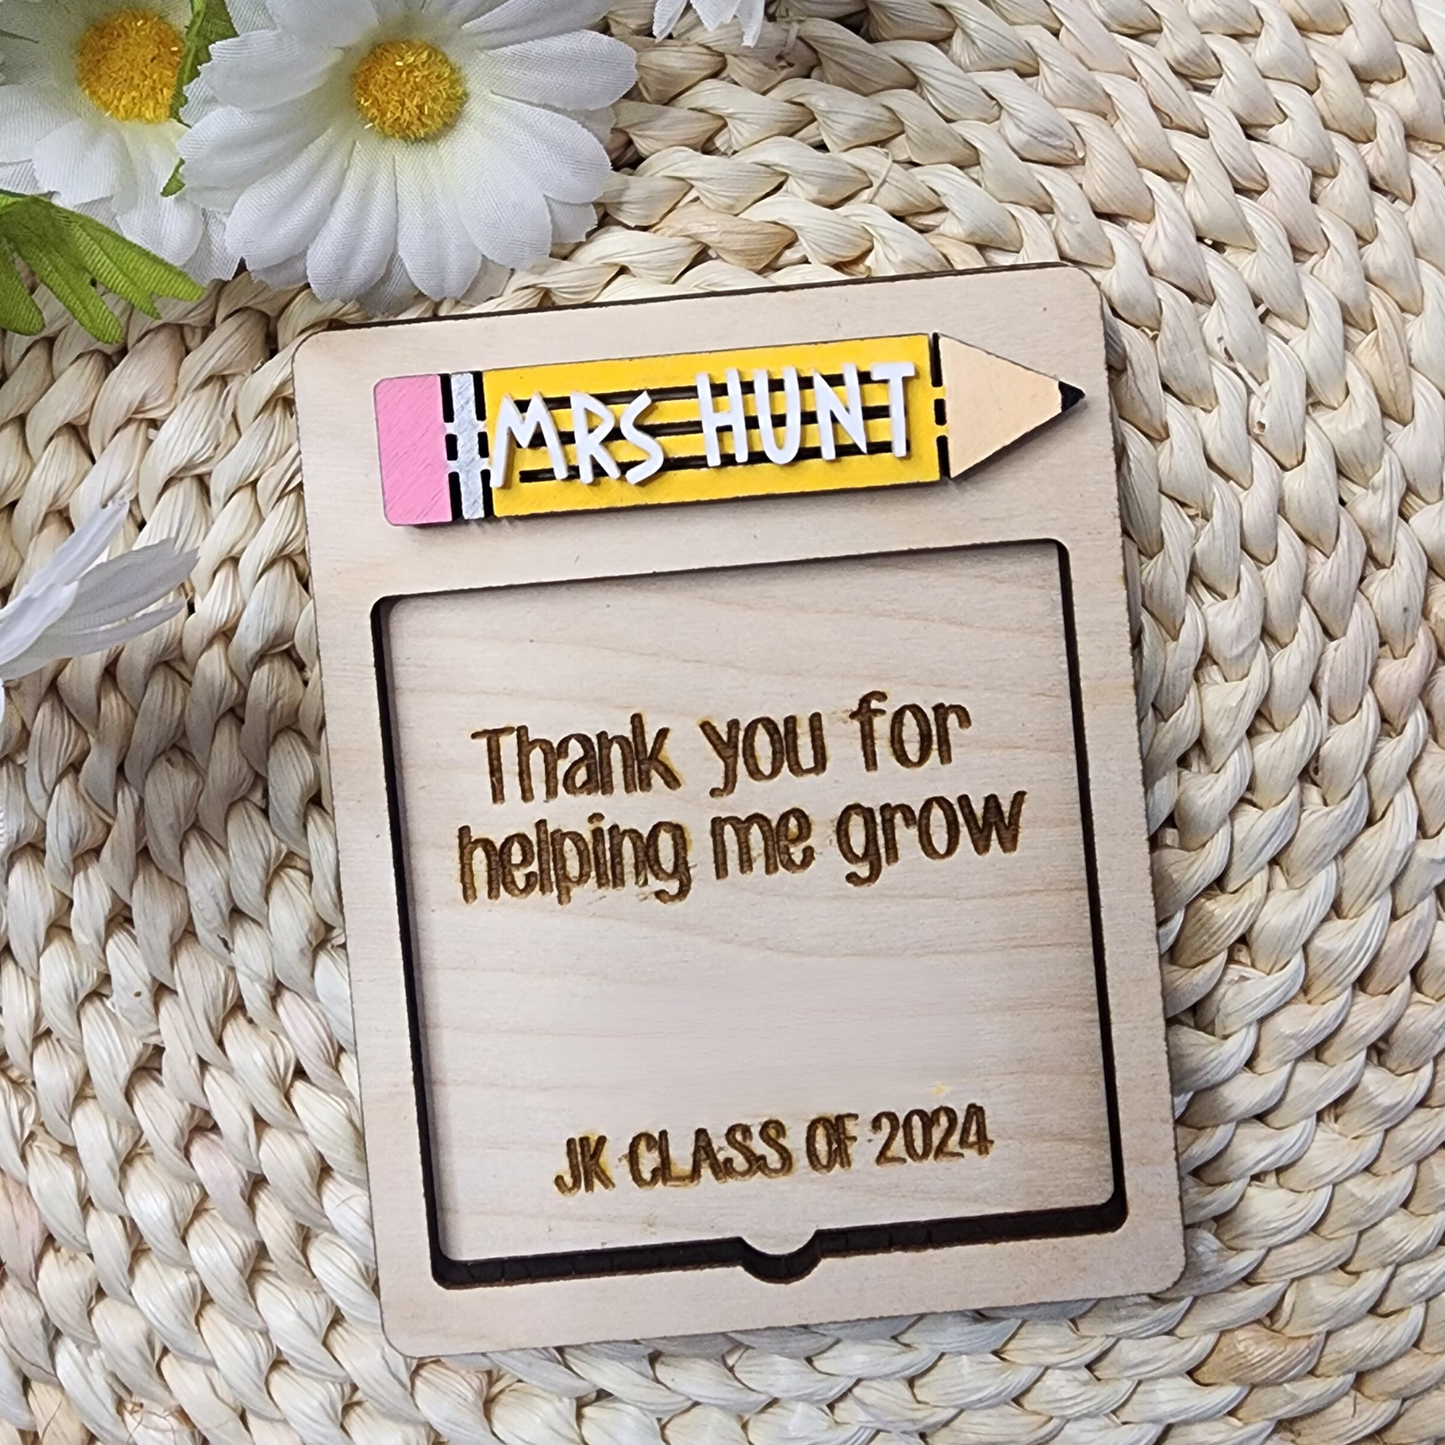 MRS HUNT
Thank you for
helping me grow
JK CLASS OF 2024